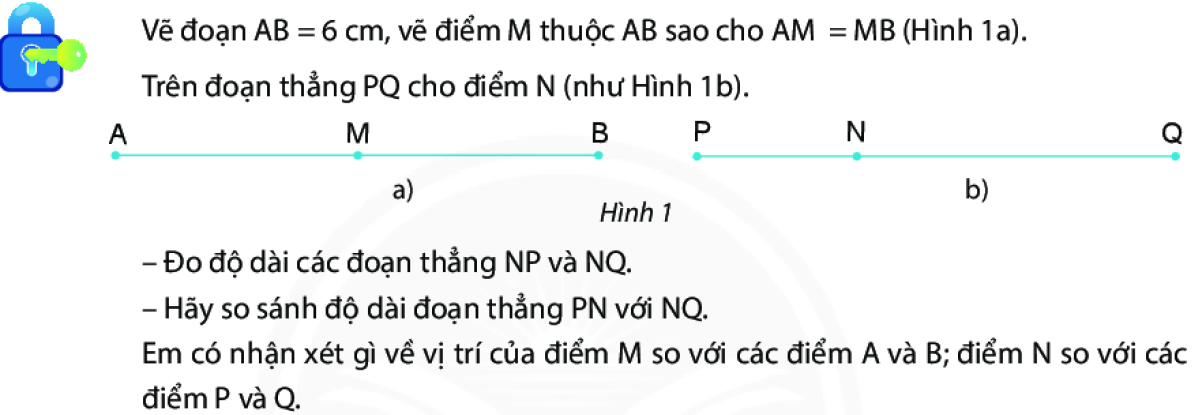 Vẽ đoạn AB = 6 cm, vẽ điểm M thuộc AB sao cho AM = MB (Hình 1a).
Trên đoạn thẳng PQ cho điểm N (như Hình 1b).
A M B P N Q
a) b)
Hình 1
– Đo độ dài các đoạn thẳng NP và NQ.
– Hãy so sánh độ dài đoạn thẳng PN với NQ.
Em có nhận xét gì về vị trí của điểm M so với các điểm A và B; điểm N so với các
điểm P và Q.